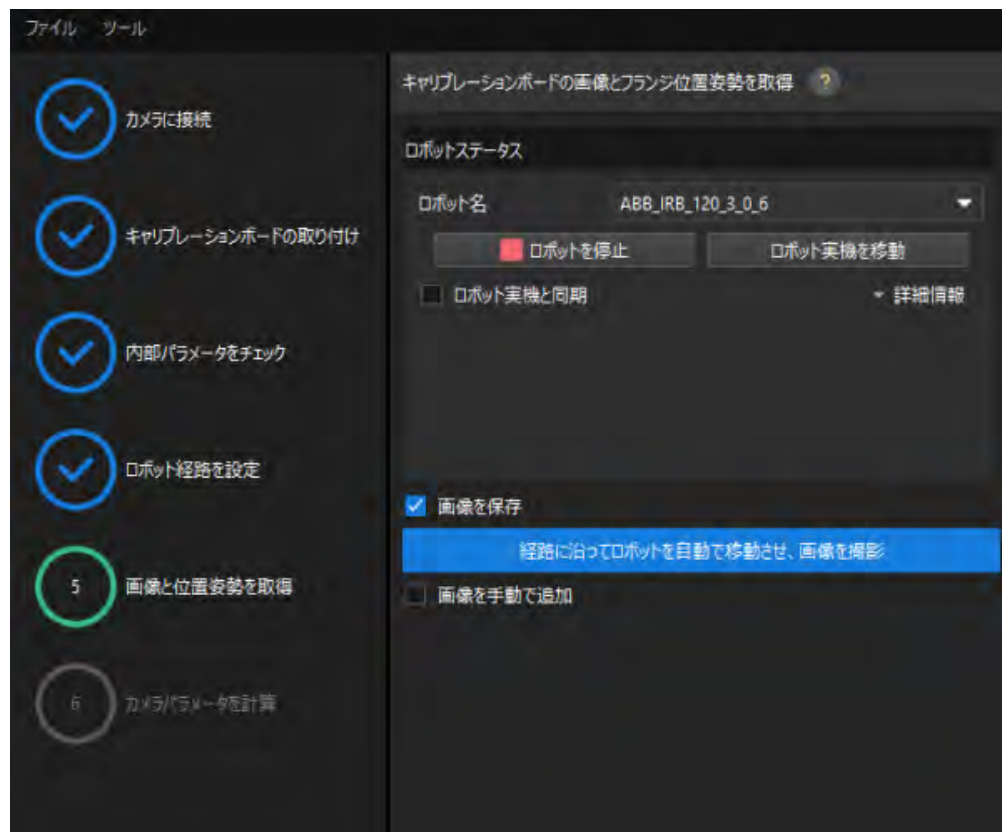 ファイル ツール
カメラに接続
キャリブレーションボードの取り付け
内部パラメータをチェック
ロボット経路を設定
5 画像と位置姿勢を取得
6 カメラパラメータを計算
キャリブレーションボードの画像とフランジ位置姿勢を取得 ?
ロボットステータス
ロボット名 ABB_IRB_120_3_0_6
ロボットを停止 ロボット実機を移動
ロボット実機と同期 詳細情報
画像を保存
経路に沿ってロボットを自動で移動させ、画像を撮影
画像を手動で追加